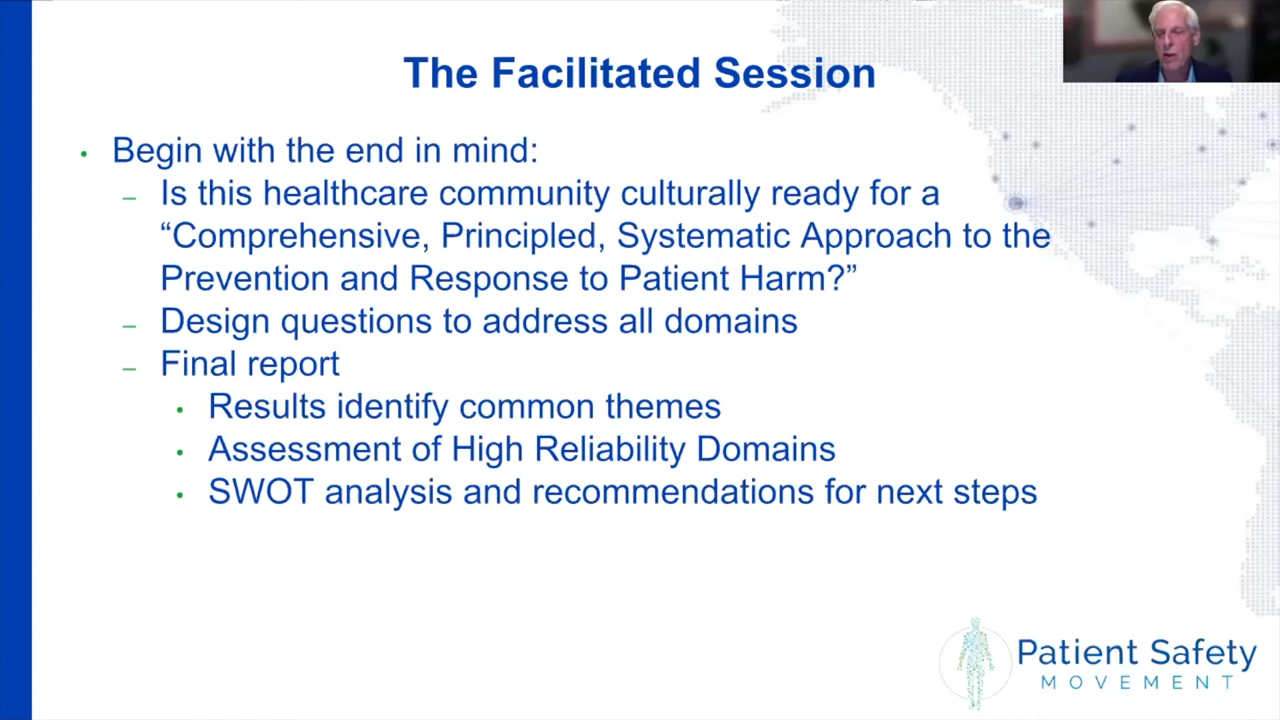 The Facilitated Session
• Begin with the end in mind:
– Is this healthcare community culturally ready for a
“Comprehensive, Principled, Systematic Approach to the
Prevention and Response to Patient Harm?”
– Design questions to address all domains
– Final report
• Results identify common themes
• Assessment of High Reliability Domains
• SWOT analysis and recommendations for next steps
Patient Safety
MOVEMENT